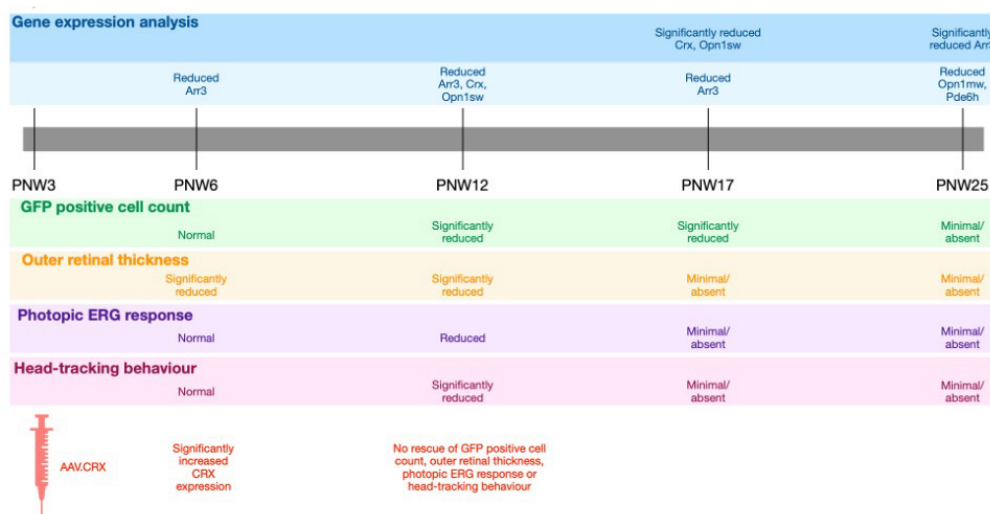 Gene expression analysis
Significantly reduced
Crx, Opn1sw
Significantly
reduced Arr3
Reduced
Arr3
Reduced
Arr3, Crx,
Opn1sw
Reduced
Arr3
Reduced
Opn1mw,
Pde6h
PNW3
PNW6
PNW12
PNW17
PNW25
GFP positive cell count
Normal
Significantly
reduced
Significantly
reduced
Minimal/
absent
Outer retinal thickness
Significantly
reduced
Significantly
reduced
Minimal/
absent
Minimal/
absent
Photopic ERG response
Normal
Reduced
Minimal/
absent
Minimal/
absent
Head-tracking behaviour
Normal
Significantly
reduced
Minimal/
absent
Minimal/
absent
AAV.CRX
Significantly
increased
CRX
expression
No rescue of GFP positive cell
count, outer retinal thickness,
photopic ERG response or
head-tracking behaviour